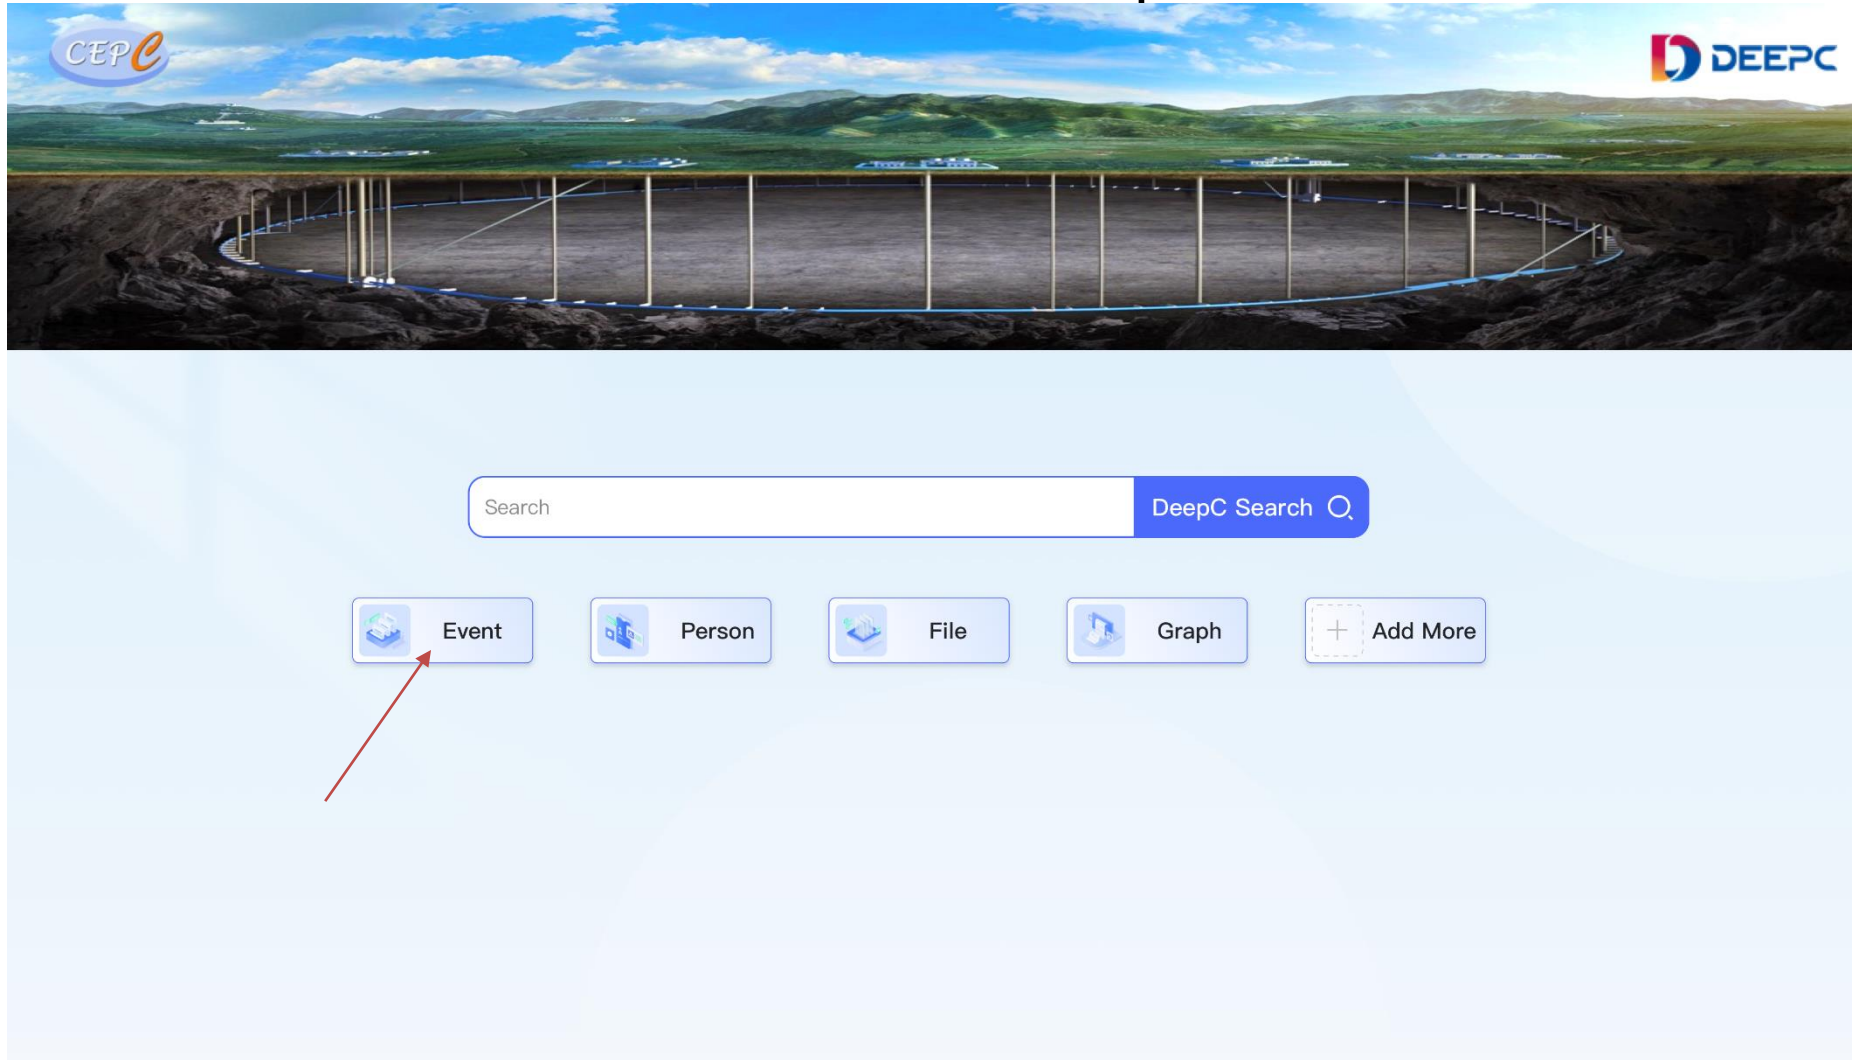 CEPC
DEEPC
Search
DeepC Search
Event
Person
File
Graph
Add More